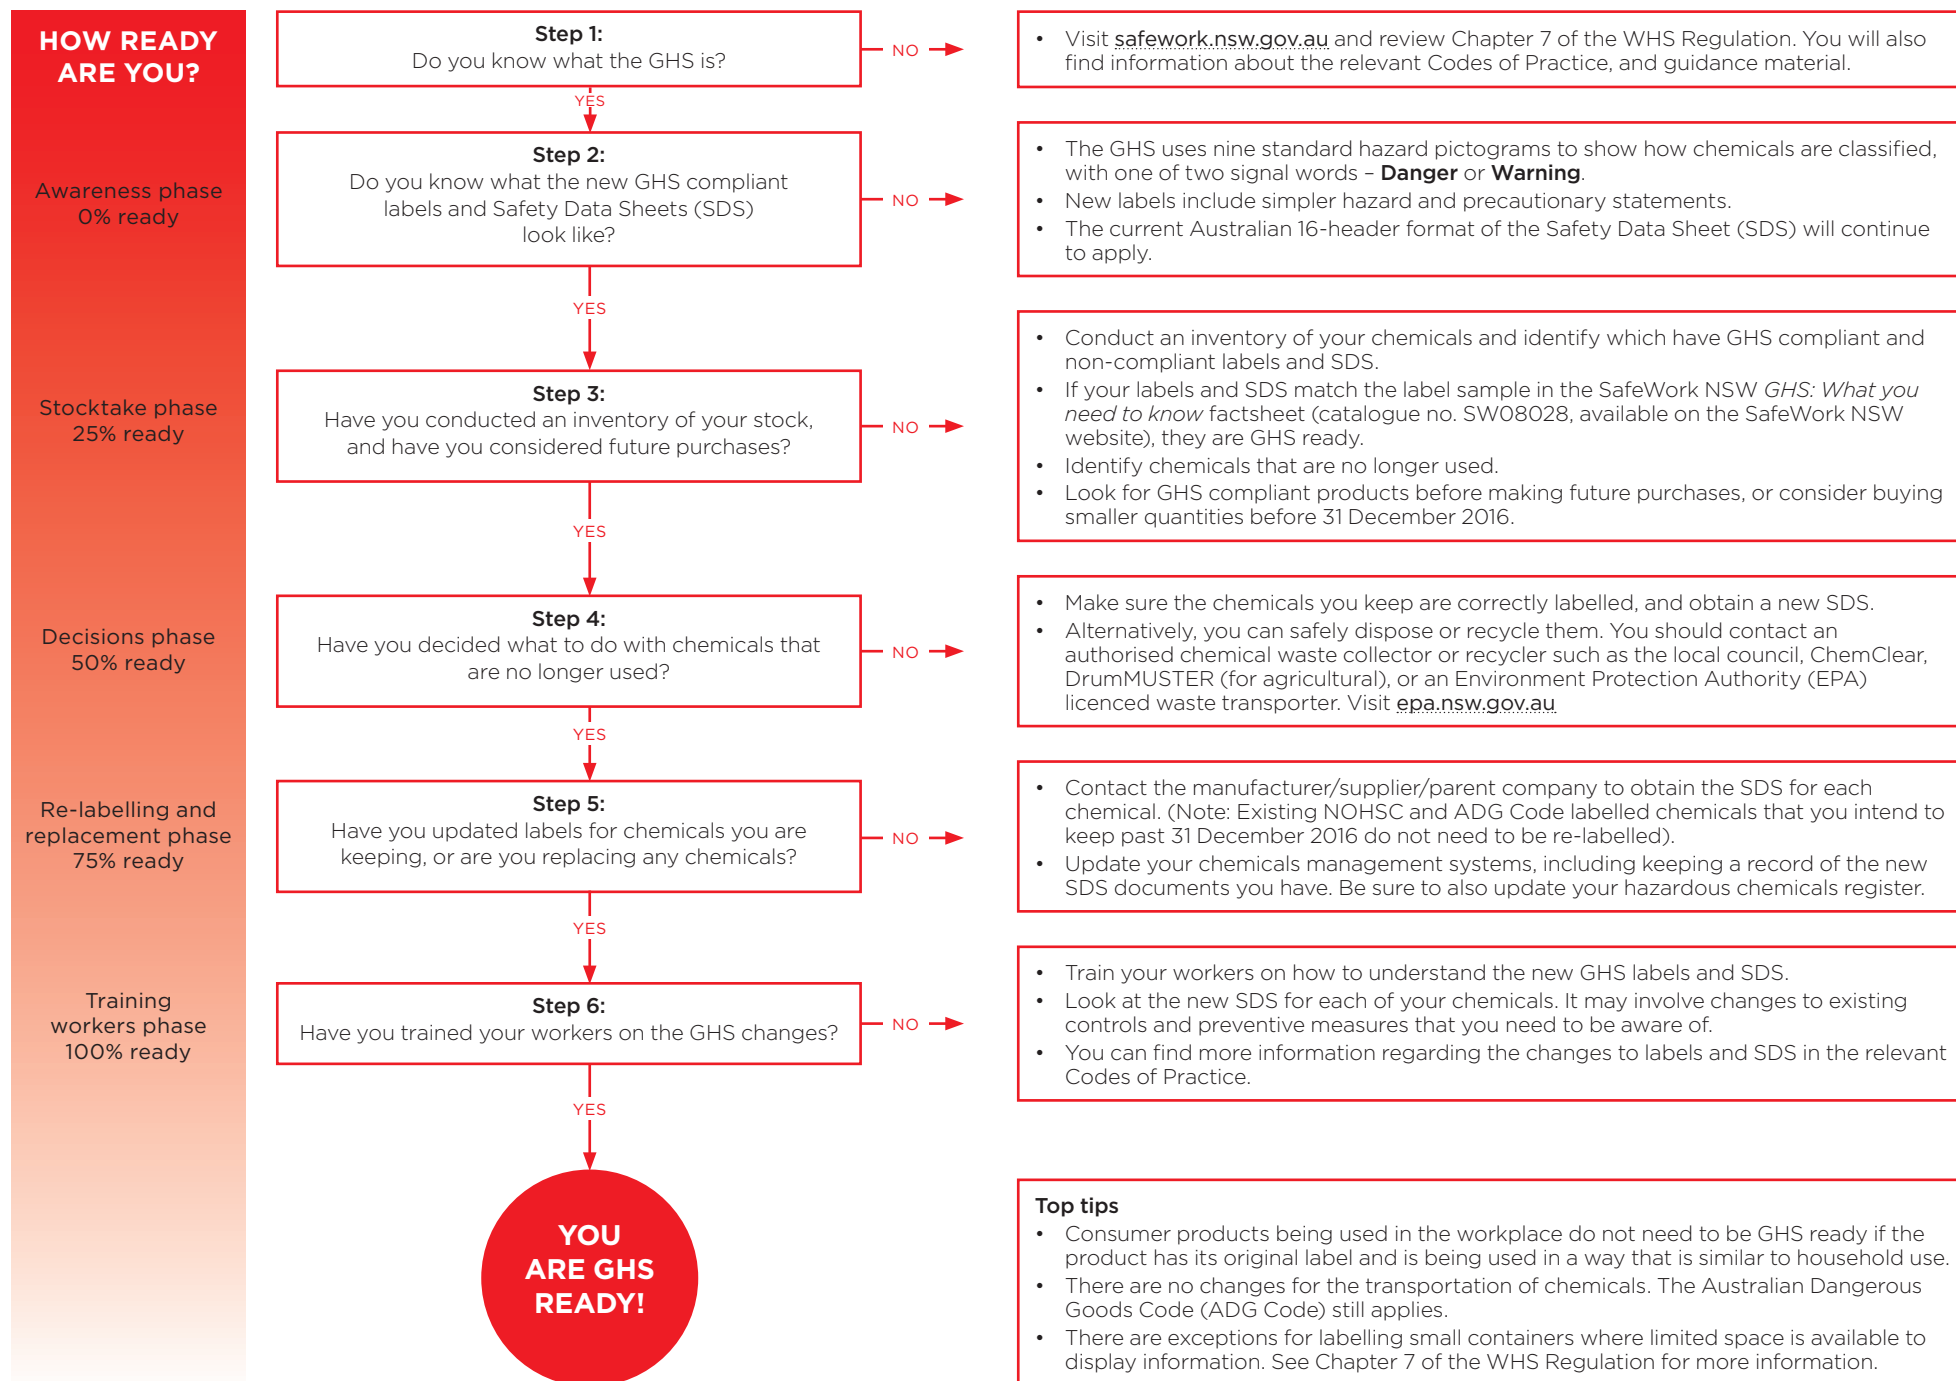 HOW READY
ARE YOU?
Awareness phase
0% ready
Stocktake phase
25% ready
Decisions phase
50% ready
Re-labelling and
replacement phase
75% ready
Training
workers phase
100% ready
Step 1:
Do you know what the GHS is?
NO
• Visit safework.nsw.gov.au and review Chapter 7 of the WHS Regulation. You will also
find information about the relevant Codes of Practice, and guidance material.
YES
Step 2:
Do you know what the new GHS compliant
labels and Safety Data Sheets (SDS)
look like?
NO
• The GHS uses nine standard hazard pictograms to show how chemicals are classified,
with one of two signal words – Danger or Warning.
• New labels include simpler hazard and precautionary statements.
• The current Australian 16-header format of the Safety Data Sheet (SDS) will continue
to apply.
YES
Step 3:
Have you conducted an inventory of your stock,
and have you considered future purchases?
NO
• Conduct an inventory of your chemicals and identify which have GHS compliant and
non-compliant labels and SDS.
• If your labels and SDS match the label sample in the SafeWork NSW GHS: What you
need to know factsheet (catalogue no. SW08028, available on the SafeWork NSW
website), they are GHS ready.
• Identify chemicals that are no longer used.
• Look for GHS compliant products before making future purchases, or consider buying
smaller quantities before 31 December 2016.
YES
Step 4:
Have you decided what to do with chemicals that
are no longer used?
NO
• Make sure the chemicals you keep are correctly labelled, and obtain a new SDS.
• Alternatively, you can safely dispose or recycle them. You should contact an
authorised chemical waste collector or recycler such as the local council, ChemClear,
DrumMUSTER (for agricultural), or an Environment Protection Authority (EPA)
licenced waste transporter. Visit epa.nsw.gov.au
YES
Step 5:
Have you updated labels for chemicals you are
keeping, or are you replacing any chemicals?
NO
• Contact the manufacturer/supplier/parent company to obtain the SDS for each
chemical. (Note: Existing NOHSC and ADG Code labelled chemicals that you intend to
keep past 31 December 2016 do not need to be re-labelled).
• Update your chemicals management systems, including keeping a record of the new
SDS documents you have. Be sure to also update your hazardous chemicals register.
YES
Step 6:
Have you trained your workers on the GHS changes?
NO
• Train your workers on how to understand the new GHS labels and SDS.
• Look at the new SDS for each of your chemicals. It may involve changes to existing
controls and preventive measures that you need to be aware of.
• You can find more information regarding the changes to labels and SDS in the relevant
Codes of Practice.
YES
YOU
ARE GHS
READY!
Top tips
• Consumer products being used in the workplace do not need to be GHS ready if the
product has its original label and is being used in a way that is similar to household use.
• There are no changes for the transportation of chemicals. The Australian Dangerous
Goods Code (ADG Code) still applies.
• There are exceptions for labelling small containers where limited space is available to
display information. See Chapter 7 of the WHS Regulation for more information.